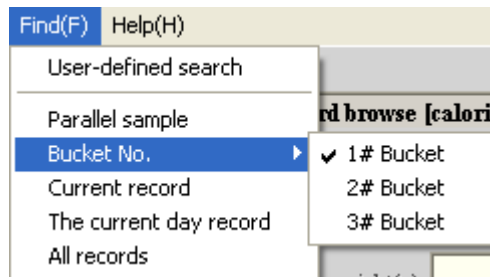 Find(F) Help(H)
User-defined search
Parallel sample
rd browse [calori
Bucket No.
1# Bucket
Current record
2# Bucket
The current day record
3# Bucket
All records